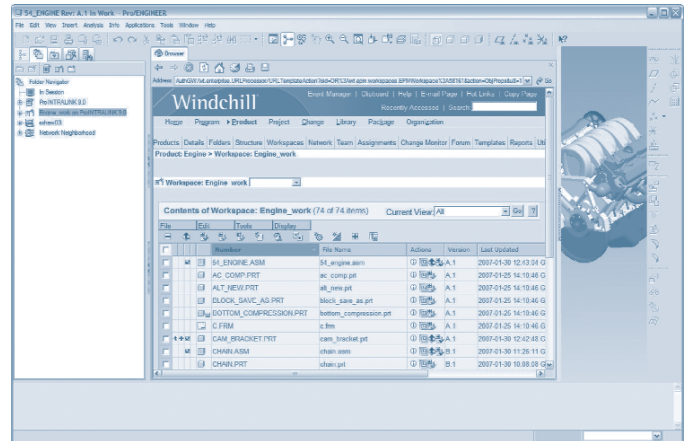 54_ENGINE Rev: A.1 In Work - Pro/ENGINEER
File Edit View Insert Analysis Info Applications Tools Window Help
Folder Navigator
In Session
Pro/INTRALINK 9.0
Engine_work on Pro/INTRALINK 9.0
Network Neighborhood
Browser
Address
Go
Windchill
Event Manager | Clipboard | Help | E-mail Page | Hot Links | Copy Page
Recently Accessed | Search:
Home Program Product Project Change Library Package Organization
Products Details Folders Structure Workspaces Network Team Assignments Change Monitor Forum Templates Reports Uti
Product: Engine > Workspace: Engine_work
Workspace: Engine_work
Contents of Workspace: Engine_work (74 of 74 items) Current View: All Go ?
File Edit Tools Display
Number File Name Actions Version Last Updated
54_ENGINE.ASM 54_engine.asm A.1 2007-01-30 12:43:04 G
AC_COMP.PRT ac_comp.prt A.1 2007-01-25 14:10:46 G
ALT_NEW.PRT alt_new.prt A.1 2007-01-25 14:10:46 G
BLOCK_SAVE_AS.PRT block_save_as.prt A.1 2007-01-25 14:10:46 G
BOTTOM_COMPRESSION.PRT bottom_compression.prt A.1 2007-01-25 14:10:46 G
C.FRM c.frm A.1 2007-01-25 14:10:46 G
CAM_BRACKET.PRT cam_bracket.prt A.1 2007-01-30 12:42:48 G
CHAIN.ASM chain.asm B.1 2007-01-30 11:26:11 G
CHAIN.PRT chain.prt B.1 2007-01-30 10:08:08 G